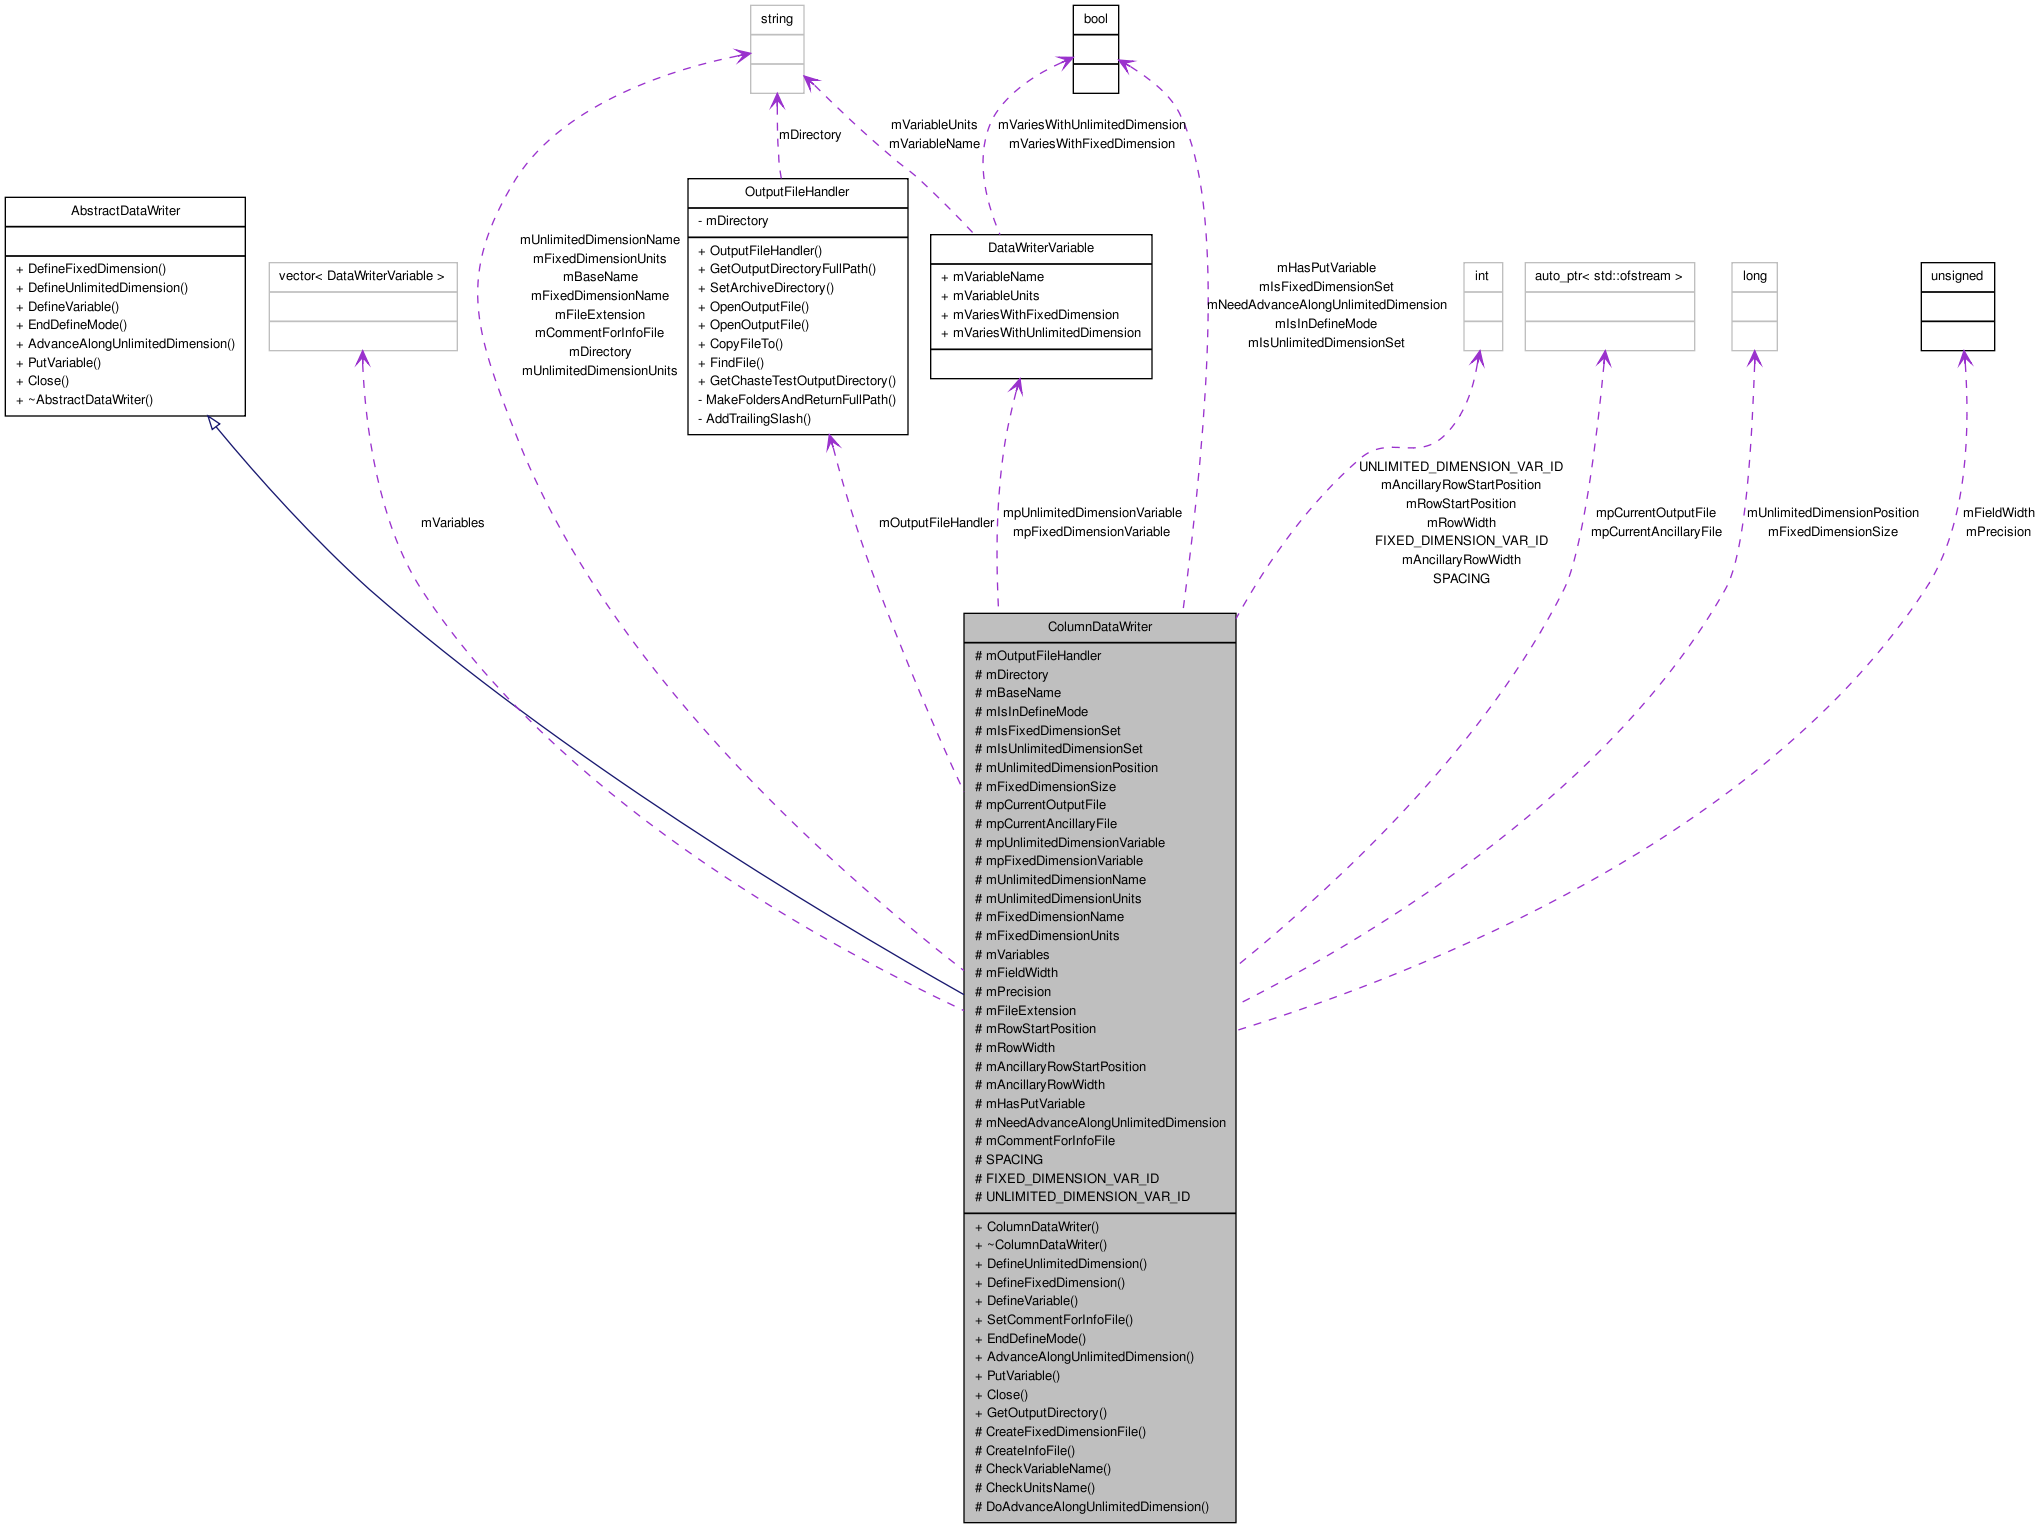 string
bool
mDirectory
mVariableUnits
mVariableName
mVariesWithUnlimitedDimension
mVariesWithFixedDimension
AbstractDataWriter
+ DefineFixedDimension()
+ DefineUnlimitedDimension()
+ DefineVariable()
+ EndDefineMode()
+ AdvanceAlongUnlimitedDimension()
+ PutVariable()
+ Close()
+ ~AbstractDataWriter()
vector< DataWriterVariable >
mUnlimitedDimensionName
mFixedDimensionUnits
mBaseName
mFixedDimensionName
mFileExtension
mCommentForInfoFile
mDirectory
mUnlimitedDimensionUnits
OutputFileHandler
- mDirectory
+ OutputFileHandler()
+ GetOutputDirectoryFullPath()
+ SetArchiveDirectory()
+ OpenOutputFile()
+ OpenOutputFile()
+ CopyFileTo()
+ FindFile()
+ GetChasteTestOutputDirectory()
- MakeFoldersAndReturnFullPath()
- AddTrailingSlash()
DataWriterVariable
+ mVariableName
+ mVariableUnits
+ mVariesWithFixedDimension
+ mVariesWithUnlimitedDimension
mHasPutVariable
mIsFixedDimensionSet
mNeedAdvanceAlongUnlimitedDimension
mIsInDefineMode
mIsUnlimitedDimensionSet
int
auto_ptr< std::ofstream >
long
unsigned
mVariables
mOutputFileHandler
mpUnlimitedDimensionVariable
mpFixedDimensionVariable
UNLIMITED_DIMENSION_VAR_ID
mAncillaryRowStartPosition
mRowStartPosition
mRowWidth
FIXED_DIMENSION_VAR_ID
mAncillaryRowWidth
SPACING
mpCurrentOutputFile
mpCurrentAncillaryFile
mUnlimitedDimensionPosition
mFixedDimensionSize
mFieldWidth
mPrecision
ColumnDataWriter
# mOutputFileHandler
# mDirectory
# mBaseName
# mIsInDefineMode
# mIsFixedDimensionSet
# mIsUnlimitedDimensionSet
# mUnlimitedDimensionPosition
# mFixedDimensionSize
# mpCurrentOutputFile
# mpCurrentAncillaryFile
# mpUnlimitedDimensionVariable
# mpFixedDimensionVariable
# mUnlimitedDimensionName
# mUnlimitedDimensionUnits
# mFixedDimensionName
# mFixedDimensionUnits
# mVariables
# mFieldWidth
# mPrecision
# mFileExtension
# mRowStartPosition
# mRowWidth
# mAncillaryRowStartPosition
# mAncillaryRowWidth
# mHasPutVariable
# mNeedAdvanceAlongUnlimitedDimension
# mCommentForInfoFile
# SPACING
# FIXED_DIMENSION_VAR_ID
# UNLIMITED_DIMENSION_VAR_ID
+ ColumnDataWriter()
+ ~ColumnDataWriter()
+ DefineUnlimitedDimension()
+ DefineFixedDimension()
+ DefineVariable()
+ SetCommentForInfoFile()
+ EndDefineMode()
+ AdvanceAlongUnlimitedDimension()
+ PutVariable()
+ Close()
+ GetOutputDirectory()
# CreateFixedDimensionFile()
# CreateInfoFile()
# CheckVariableName()
# CheckUnitsName()
# DoAdvanceAlongUnlimitedDimension()